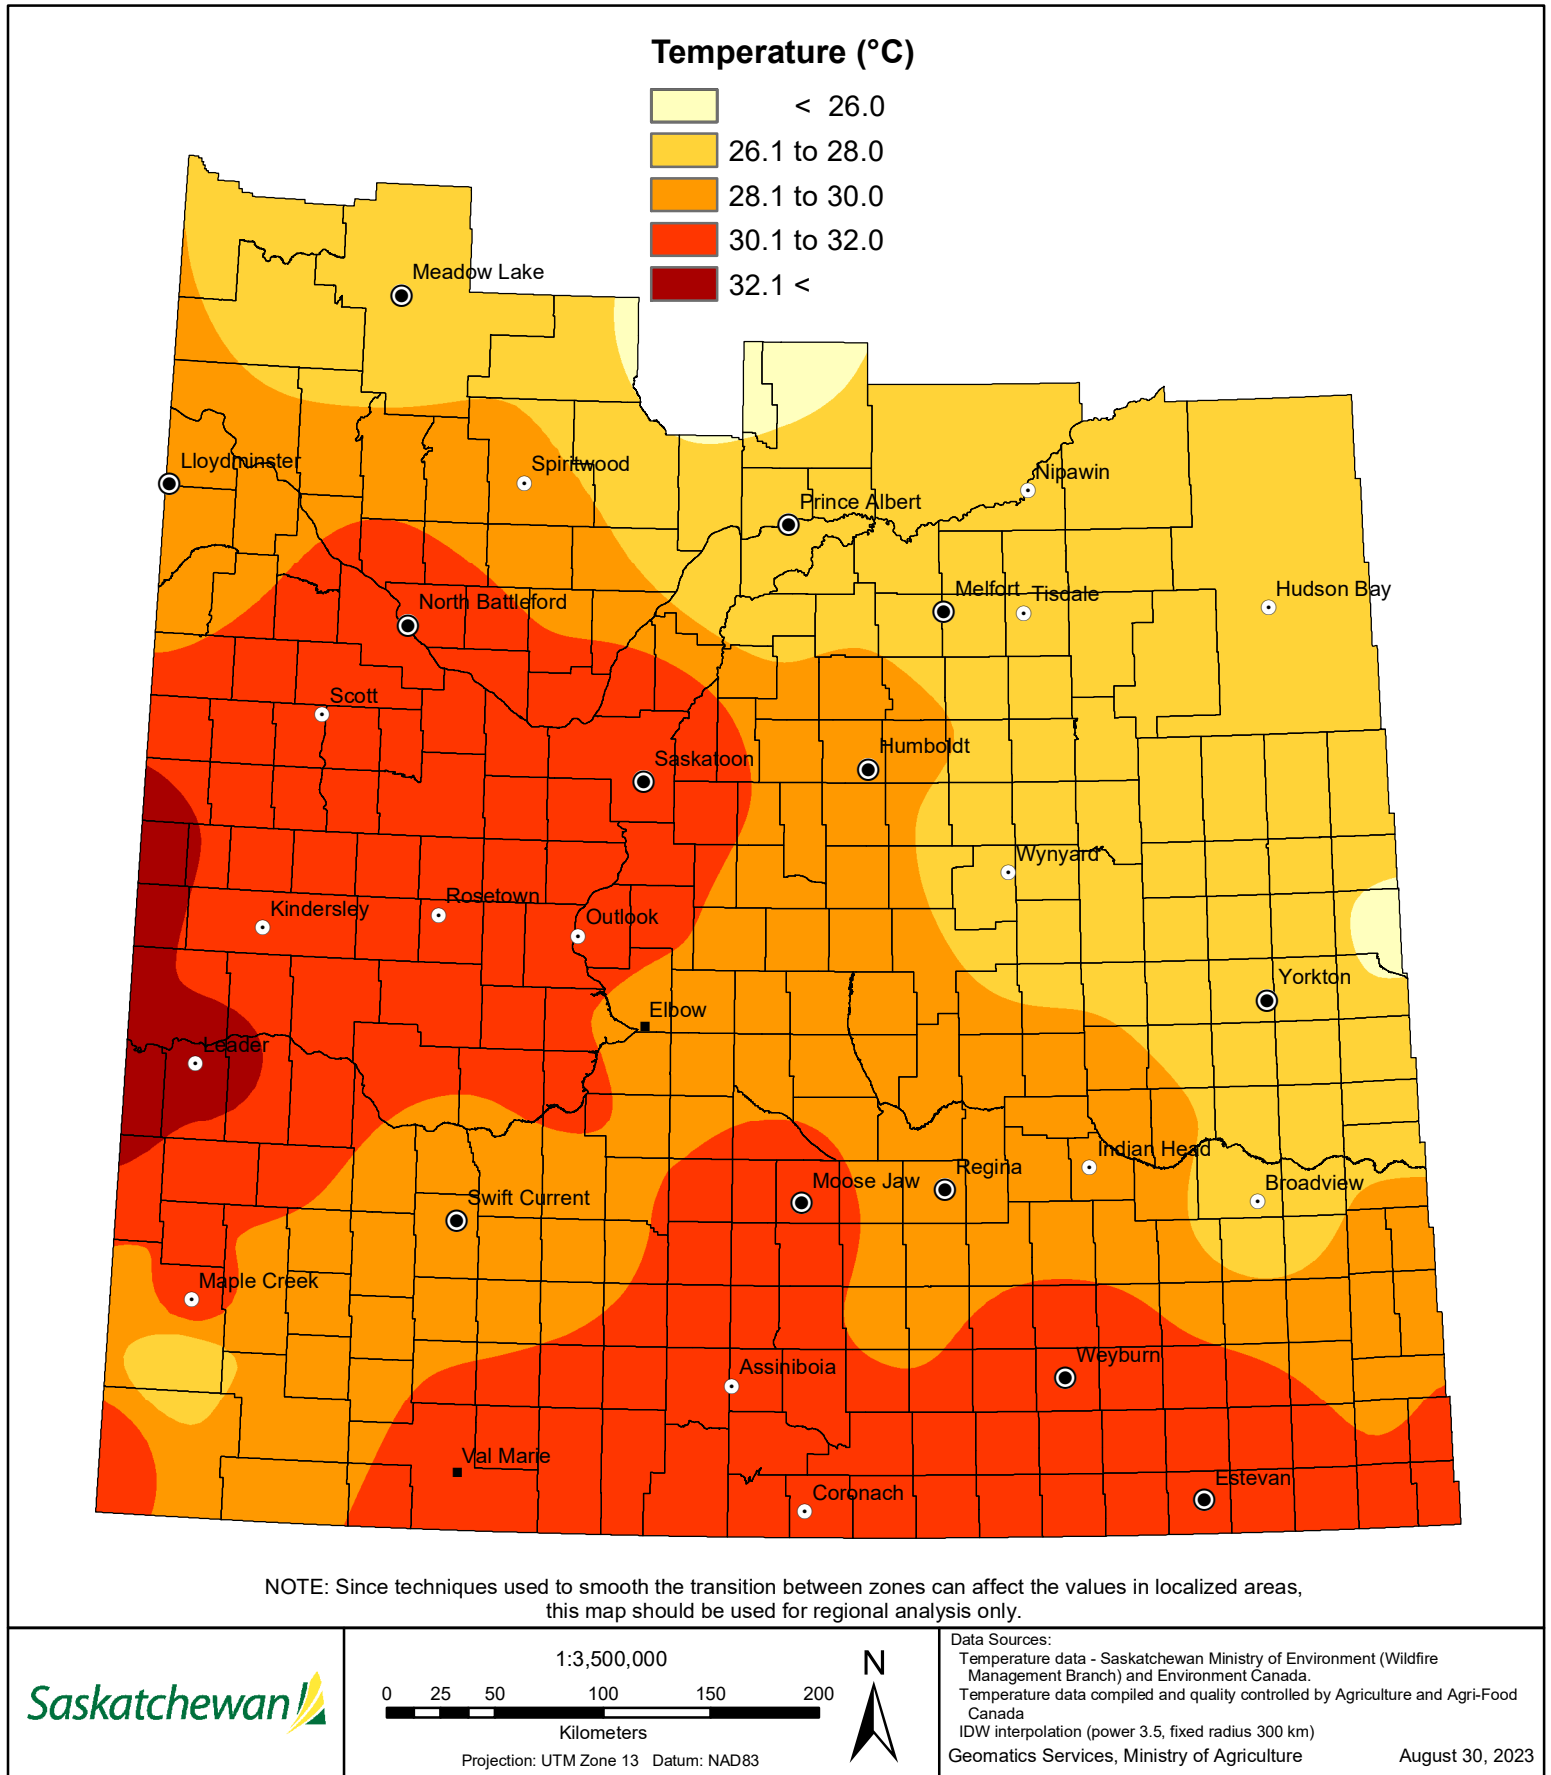 Temperature (°C)
< 26.0
26.1 to 28.0
28.1 to 30.0
30.1 to 32.0
32.1 <
Meadow Lake
Lloydminster
Spiritwood
Nipawin
Prince Albert
North Battleford
Melfort
Tisdale
Hudson Bay
Scott
Saskatoon
Humboldt
Wynyard
Kindersley
Rosetown
Outlook
Yorkton
Elbow
Leader
Indian Head
Regina
Moose Jaw
Broadview
Swift Current
Maple Creek
Weyburn
Assiniboia
Val Marie
Coronach
Estevan
NOTE: Since techniques used to smooth the transition between zones can affect the values in localized areas,
this map should be used for regional analysis only.
Saskatchewan
1:3,500,000
0 25 50 100 150 200
Kilometers
Projection: UTM Zone 13 Datum: NAD83
N
Data Sources:
Temperature data - Saskatchewan Ministry of Environment (Wildfire
Management Branch) and Environment Canada.
Temperature data compiled and quality controlled by Agriculture and Agri-Food
Canada
IDW interpolation (power 3.5, fixed radius 300 km)
Geomatics Services, Ministry of Agriculture August 30, 2023